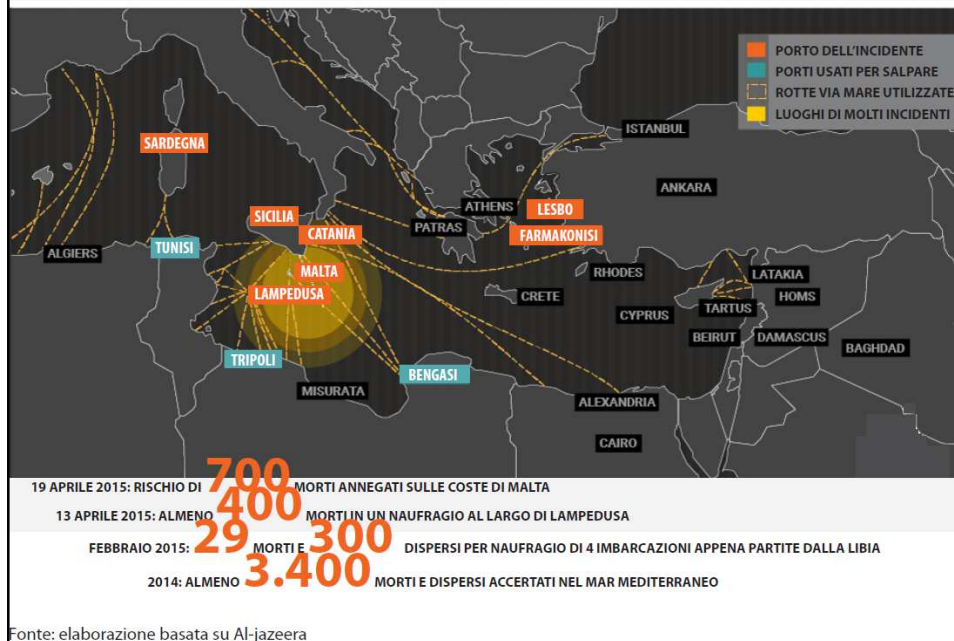 PORTO DELL'INCIDENTE
PORTI USATI PER SALPARE
ROTTE VIA MARE UTILIZZATE
LUOGHI DI MOLTI INCIDENTI
ISTANBUL
SARDEGNA
ANKARA
ATHENS
LESBO
SICILIA
CATANIA
PATRAS
FARMAKONISI
ALGIERS
TUNISI
MALTA
RHODES
LATAKIA
LAMPEDUSA
CRETE
HOMS
CYPRUS
TARTUS
BEIRUT
DAMASCUS
BAGHDAD
TRIPOLI
BENGASI
MISURATA
ALEXANDRIA
CAIRO
19 APRILE 2015: RISCHIO DI 700 MORTI ANNEGATI SULLE COSTE DI MALTA
13 APRILE 2015: ALMENO 400 MORTI IN UN NAUFRAGIO AL LARGO DI LAMPEDUSA
FEBBRAIO 2015: 29 MORTI E 300 DISPERSI PER NAUFRAGIO DI 4 IMBARCAZIONI APPENA PARTITE DALLA LIBIA
2014: ALMENO 3.400 MORTI E DISPERSI ACCERTATI NEL MAR MEDITERRANEO
Fonte: elaborazione basata su Al-jazeera